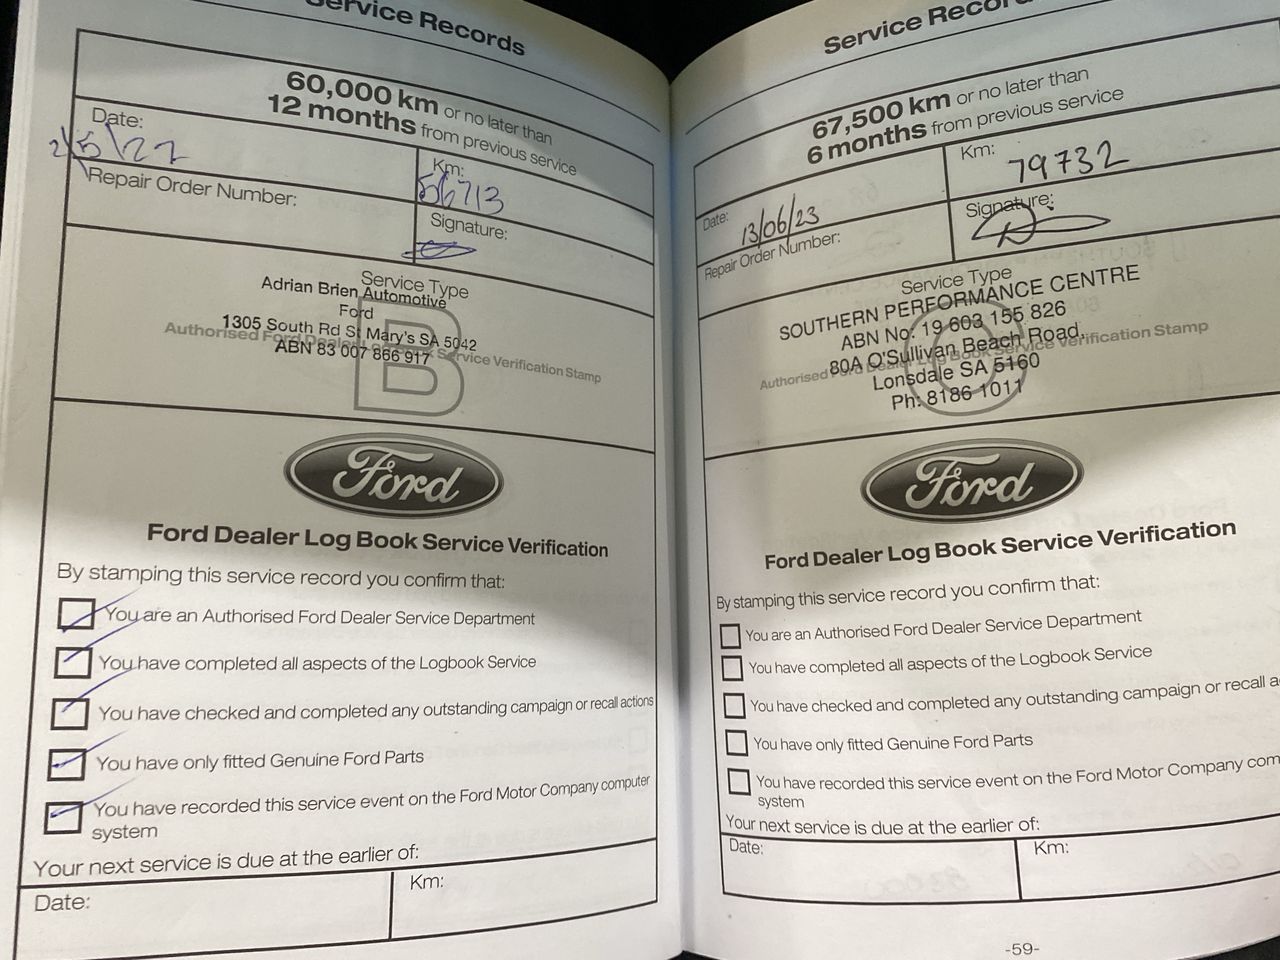 Service Records
60,000 km or no later than
12 months from previous service
Date:
2/5/22
Km:
56713
Repair Order Number:
Signature:
Service Type
Adrian Brien Automotive
Ford
1305 South Rd St Mary's SA 5042
ABN 83 007 866 917
Authorised Ford Dealer Log Book Service Verification Stamp
B
Ford
Ford Dealer Log Book Service Verification
By stamping this service record you confirm that:
You are an Authorised Ford Dealer Service Department
You have completed all aspects of the Logbook Service
You have checked and completed any outstanding campaign or recall actions
You have only fitted Genuine Ford Parts
You have recorded this service event on the Ford Motor Company computer
system
Your next service is due at the earlier of:
Date:
Km:
Service Recor
67,500 km or no later than
6 months from previous service
Date: 13/06/23
Km: 79732
Repair Order Number:
Signature:
Service Type
SOUTHERN PERFORMANCE CENTRE
ABN No: 19 603 155 826
80A O'Sullivan Beach Road,
Lonsdale SA 5160
Ph: 8186 1011
Authorised Ford Dealer Log Book Service Verification Stamp
Ford
Ford Dealer Log Book Service Verification
By stamping this service record you confirm that:
You are an Authorised Ford Dealer Service Department
You have completed all aspects of the Logbook Service
You have checked and completed any outstanding campaign or recall a
You have only fitted Genuine Ford Parts
You have recorded this service event on the Ford Motor Company com
system
Your next service is due at the earlier of:
Date:
Km:
-59-